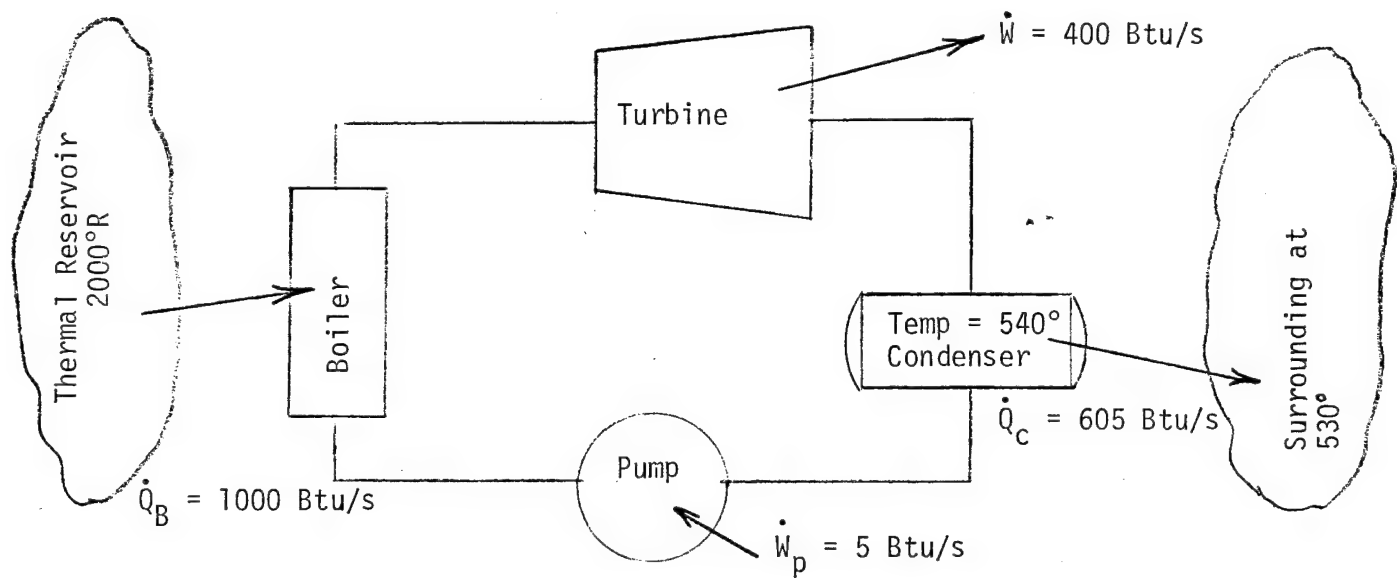 Ẇ = 400 Btu/s
Turbine
Thermal Reservoir
2000°R
Boiler
Temp = 540°
Condenser
Surrounding at
530°
Q̇c = 605 Btu/s
Pump
Q̇B = 1000 Btu/s
Ẇp = 5 Btu/s